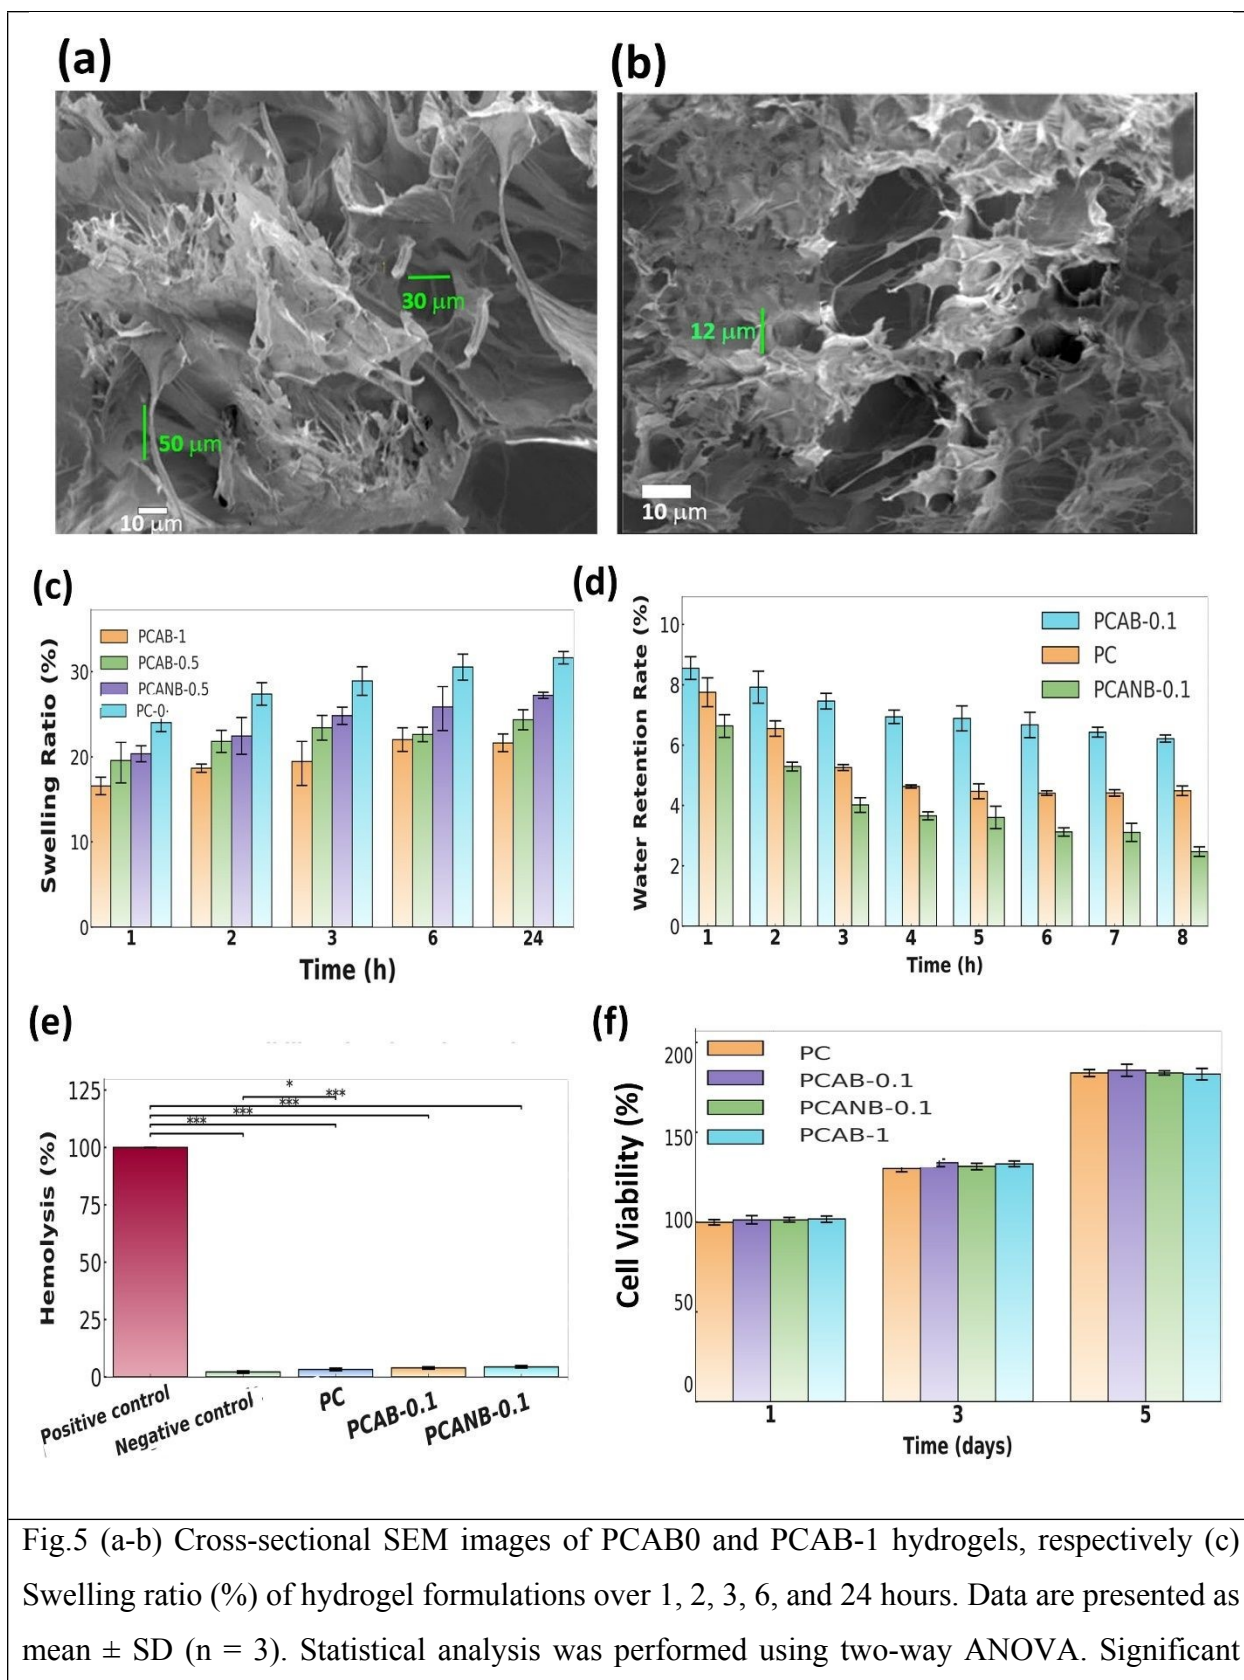 (a)
(b)
30 μm
50 μm
10 μm
12 μm
10 μm
(c)
(d)
Swelling Ratio (%)
30
20
10
0
PCAB-1
PCAB-0.5
PCANB-0.5
PC-0
1 2 3 6 24
Time (h)
Water Retention Rate (%)
10
8
6
4
2
0
PCAB-0.1
PC
PCANB-0.1
1 2 3 4 5 6 7 8
Time (h)
(e)
(f)
Hemolysis (%)
125
100
75
50
25
0
*
***
***
***
***
Positive control
Negative control
PC
PCAB-0.1
PCANB-0.1
Cell Viability (%)
200
150
100
50
0
PC
PCAB-0.1
PCANB-0.1
PCAB-1
1 3 5
Time (days)
Fig.5 (a-b) Cross-sectional SEM images of PCAB0 and PCAB-1 hydrogels, respectively (c)
Swelling ratio (%) of hydrogel formulations over 1, 2, 3, 6, and 24 hours. Data are presented as
mean ± SD (n = 3). Statistical analysis was performed using two-way ANOVA. Significant